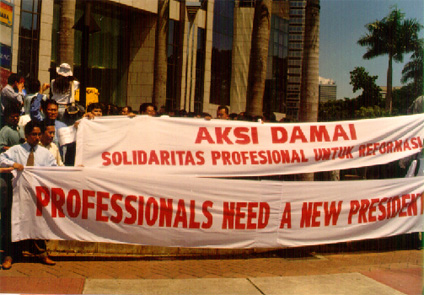 AKSI DAMAI
SOLIDARITAS PROFESIONAL UNTUK REFORMASI
PROFESSIONALS NEED A NEW PRESIDENT